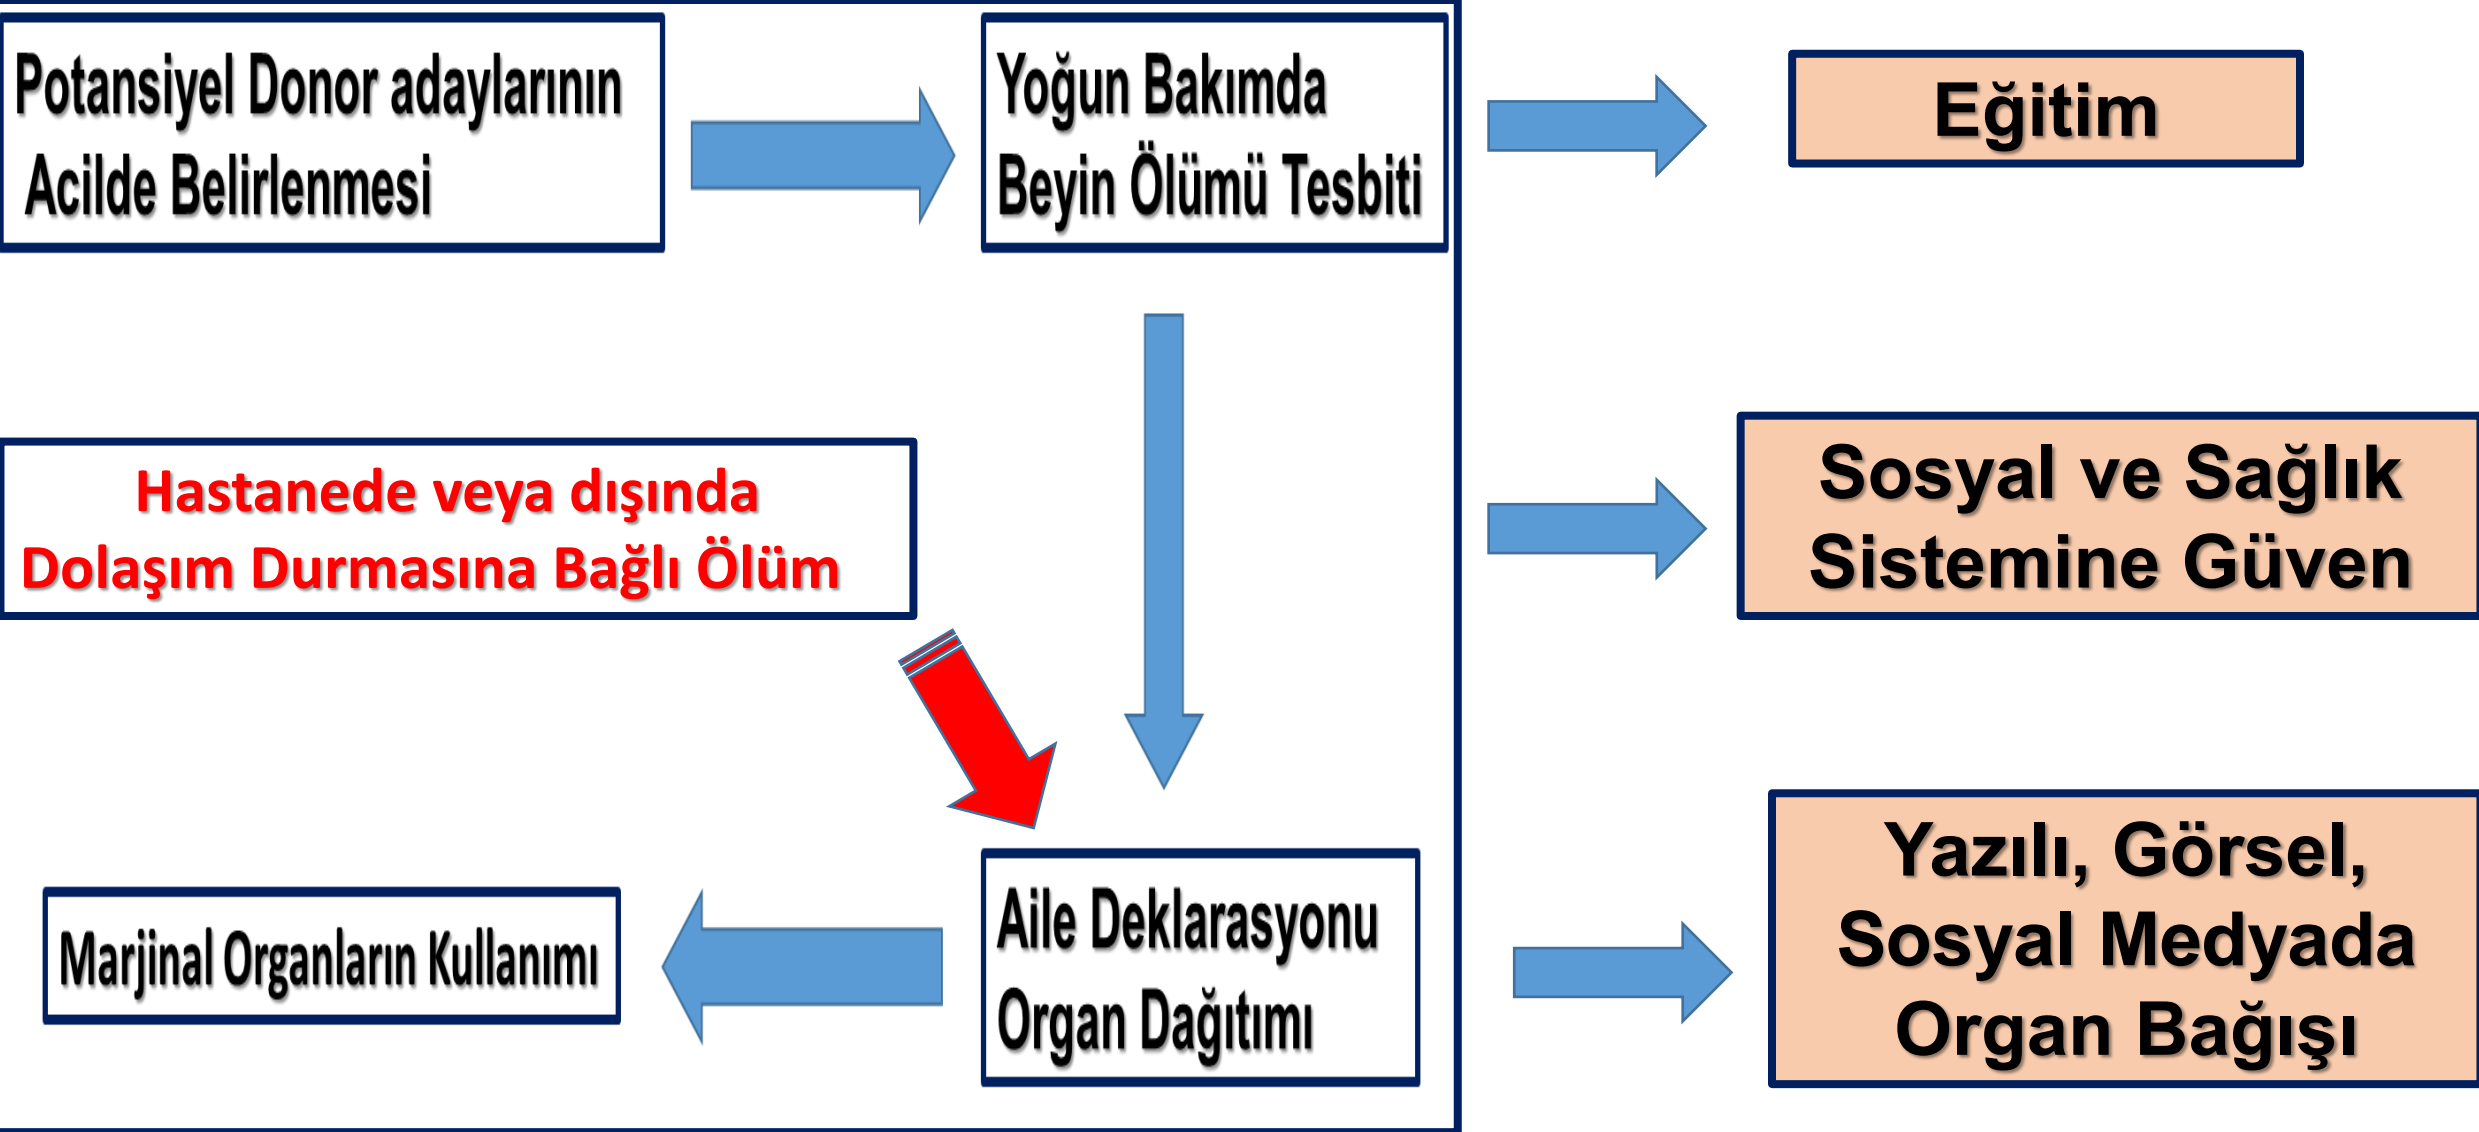 Potansiyel Donor adaylarının
Acilde Belirlenmesi
Yoğun Bakımda
Beyin Ölümü Tesbiti
Eğitim
Hastanede veya dışında
Dolaşım Durmasına Bağlı Ölüm
Sosyal ve Sağlık
Sistemine Güven
Marjinal Organların Kullanımı
Aile Deklarasyonu
Organ Dağıtımı
Yazılı, Görsel,
Sosyal Medyada
Organ Bağışı